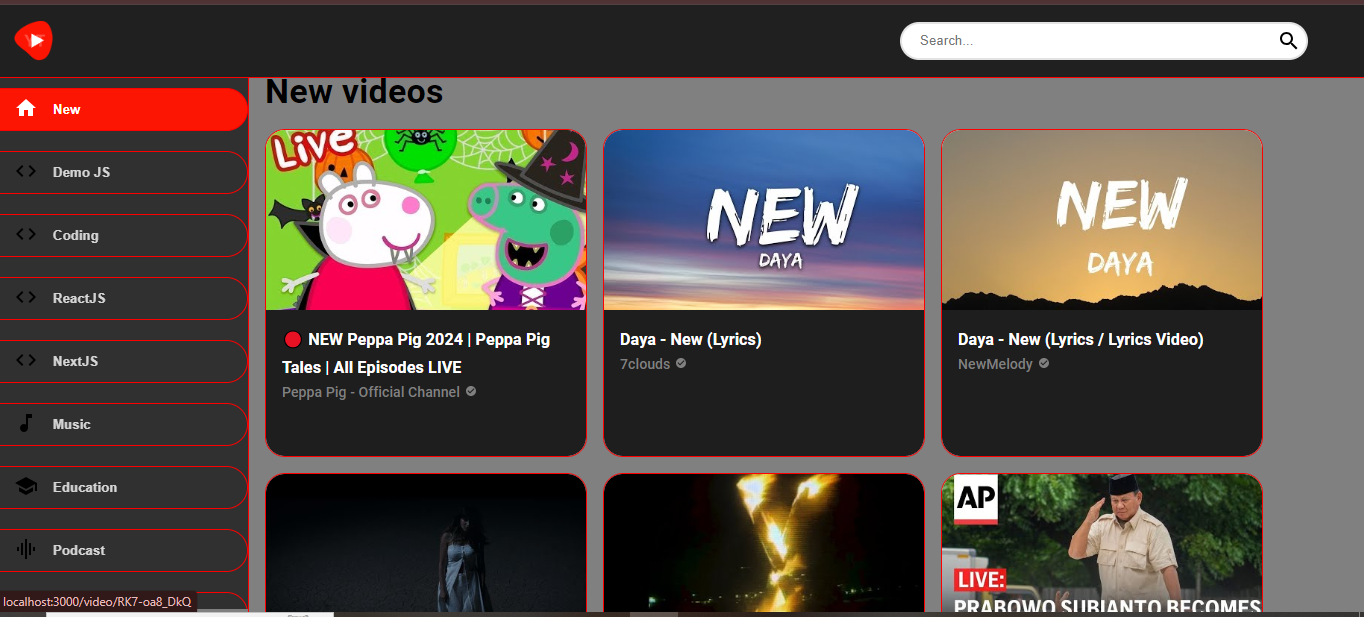 Search...
New
Demo JS
Coding
ReactJS
NextJS
Music
Education
Podcast
localhost:3000/video/RK7-oa8_DkQ
New videos
Live
NEW
DAYA
NEW
DAYA
NEW Peppa Pig 2024 | Peppa Pig
Tales | All Episodes LIVE
Peppa Pig - Official Channel
Daya - New (Lyrics)
7clouds
Daya - New (Lyrics / Lyrics Video)
NewMelody
AP
LIVE:
PRABOWO SUBIANTO BECOMES